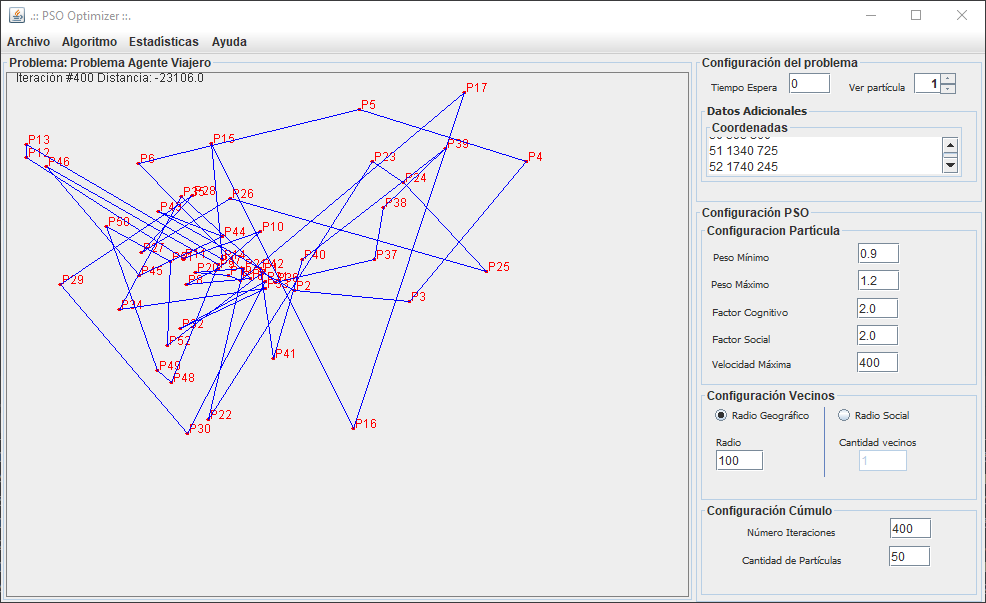 .:: PSO Optimizer ::.
Archivo Algoritmo Estadísticas Ayuda
Problema: Problema Agente Viajero
Iteración #400 Distancia: -23106.0
P17
P5
P13
P15
P39
P12
P46
P6
P23
P4
P24
P28
P26
P38
P43
P50
P10
P44
P27
P40
P37
P45
P42
P25
P29
P2
P3
P34
P32
P52
P41
P49
P48
P22
P30
P16
Configuración del problema
Tiempo Espera 0 Ver partícula 1
Datos Adicionales
Coordenadas
51 1340 725
52 1740 245
Configuración PSO
Configuracion Partícula
Peso Mínimo 0.9
Peso Máximo 1.2
Factor Cognitivo 2.0
Factor Social 2.0
Velocidad Máxima 400
Configuración Vecinos
Radio Geográfico Radio Social
Radio Cantidad vecinos
100 1
Configuración Cúmulo
Número Iteraciones 400
Cantidad de Partículas 50